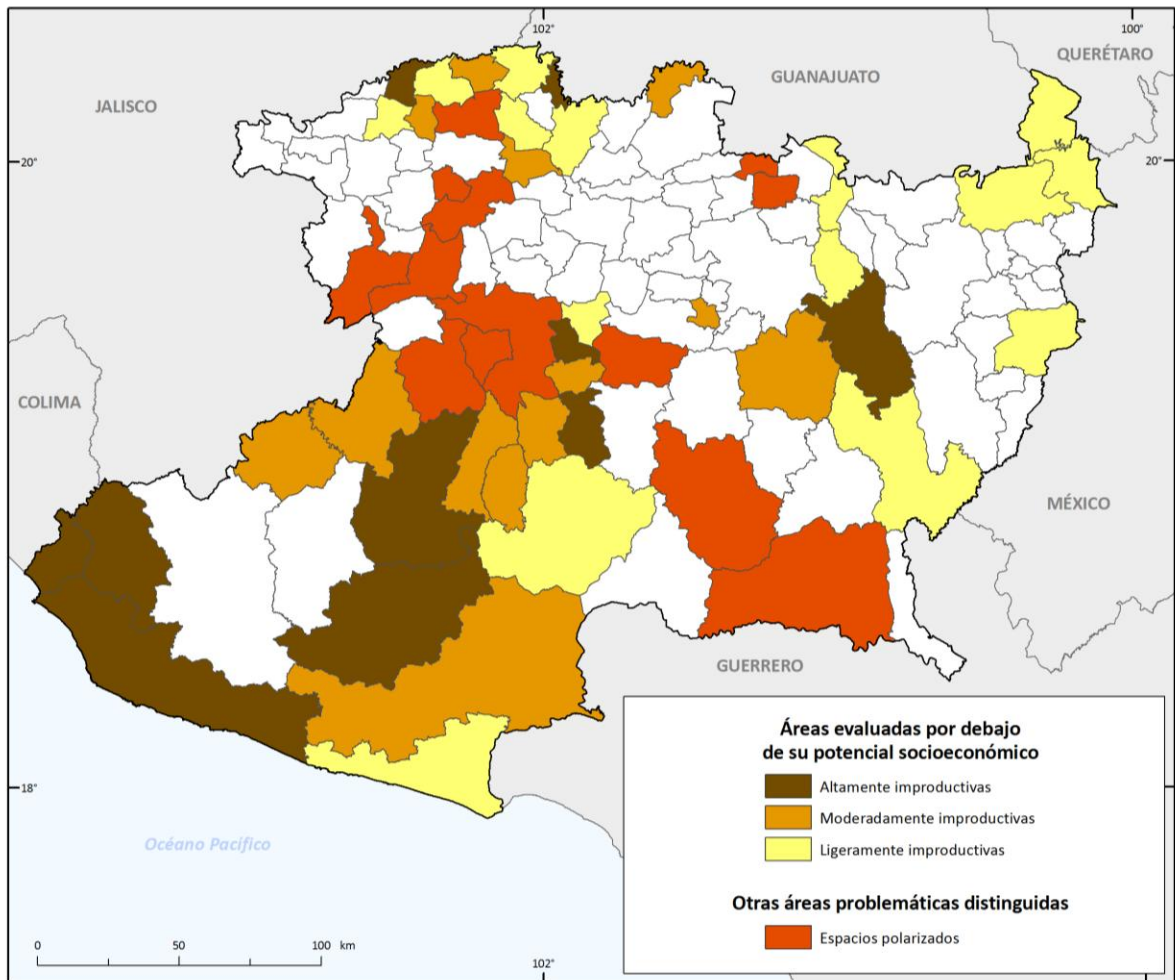 102°
100°
QUERÉTARO
GUANAJUATO
JALISCO
20°
20°
COLIMA
MÉXICO
GUERRERO
18°
Áreas evaluadas por debajo
de su potencial socioeconómico
Altamente improductivas
Moderadamente improductivas
Ligeramente improductivas
Otras áreas problemáticas distinguidas
Espacios polarizados
Océano Pacífico
0 50 100 km
102°